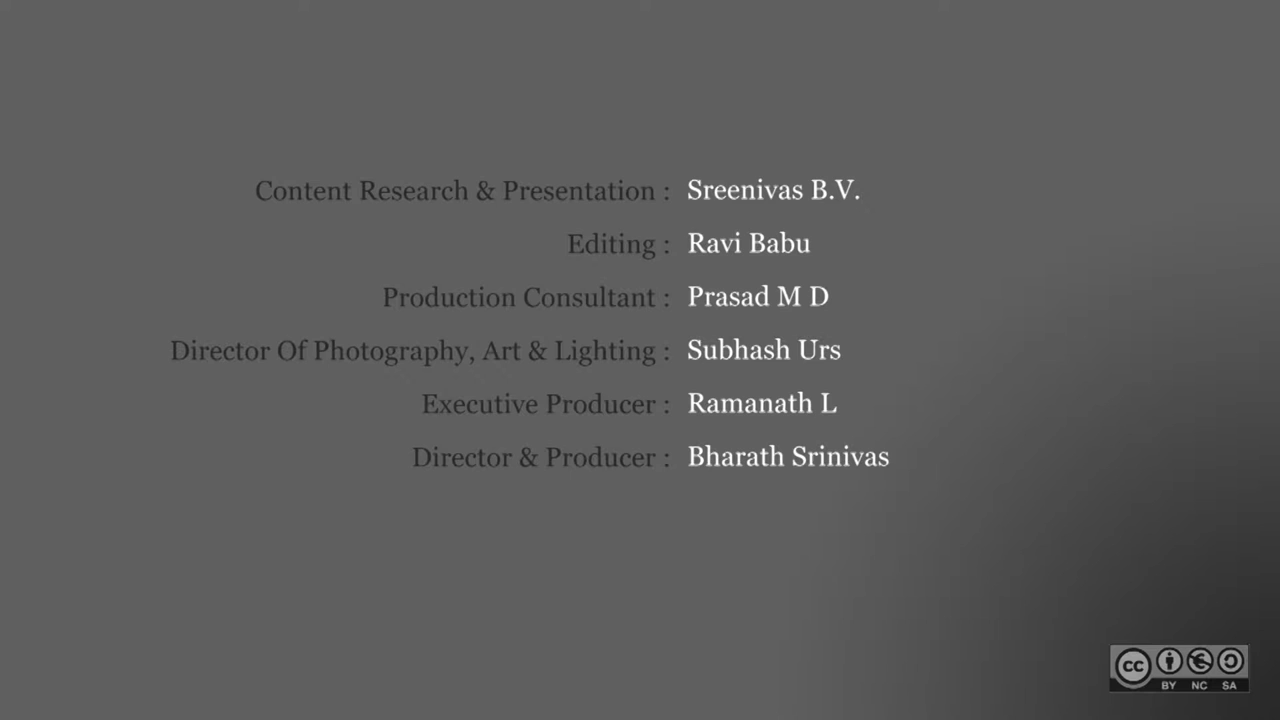 Content Research & Presentation : Sreenivas B.V.
Editing : Ravi Babu
Production Consultant : Prasad M D
Director Of Photography, Art & Lighting : Subhash Urs
Executive Producer : Ramanath L
Director & Producer : Bharath Srinivas
cc
BY NC SA